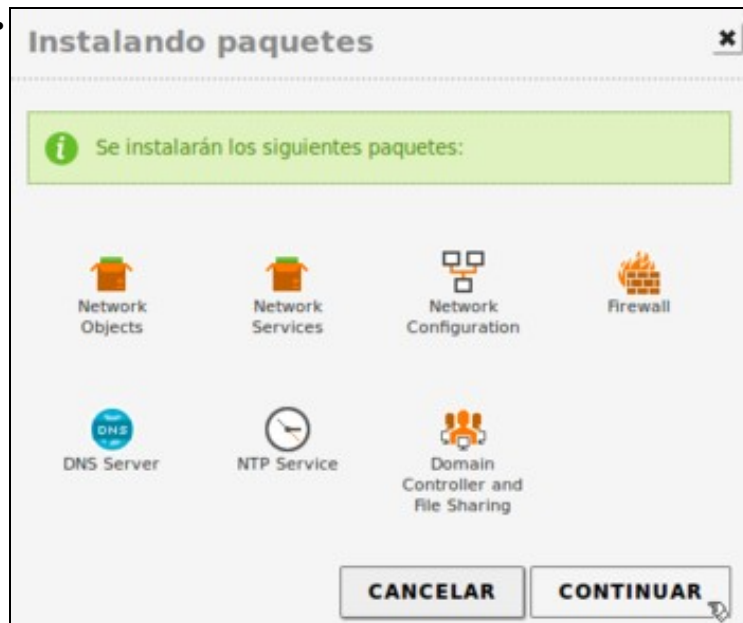 Instalando paquetes
Se instalarán los siguientes paquetes:
Network
Objects
Network
Services
Network
Configuration
Firewall
DNS
DNS Server
NTP Service
Domain
Controller and
File Sharing
CANCELAR
CONTINUAR